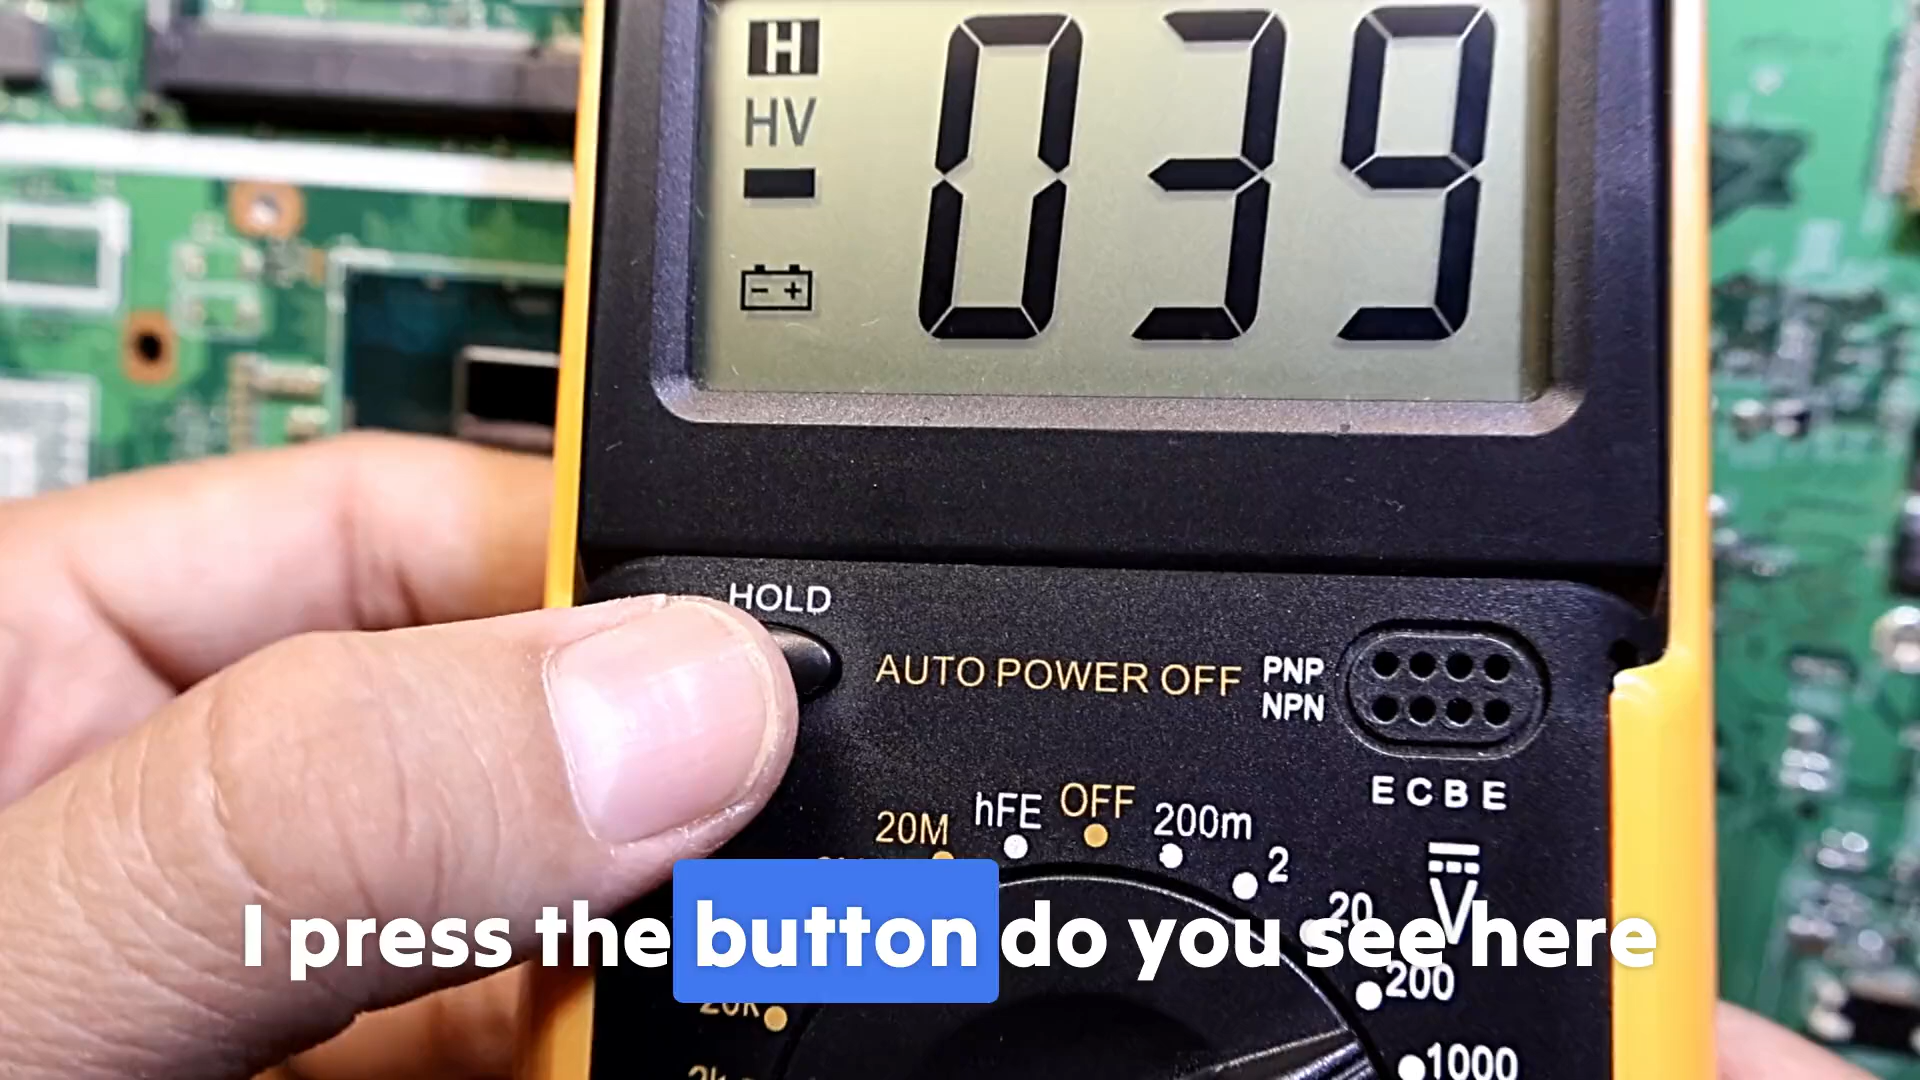 H
HV
039
HOLD
AUTO POWER OFF
PNP
NPN
E C B E
20M
hFE
OFF
200m
2
20
V
200
1000
20k
I press the button do you see here